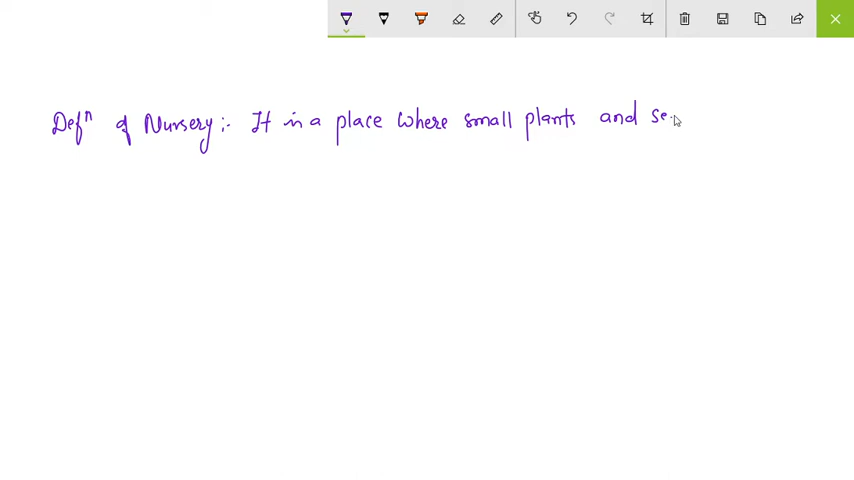 Defⁿ of Nursery :- It is a place where small plants and se